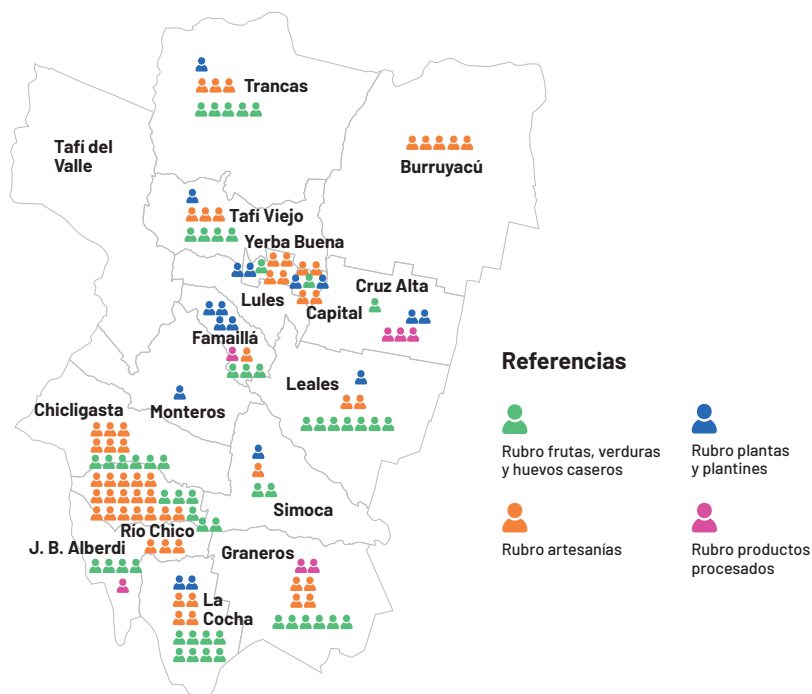 Trancas
Tafí del
Valle
Burruyacú
Tafí Viejo
Yerba Buena
Cruz Alta
Lules
Capital
Famaillá
Leales
Chicligasta
Monteros
Simoca
Río Chico
J. B. Alberdi
Graneros
La
Cocha
Referencias
Rubro frutas, verduras
y huevos caseros
Rubro plantas
y plantines
Rubro artesanías
Rubro productos
procesados